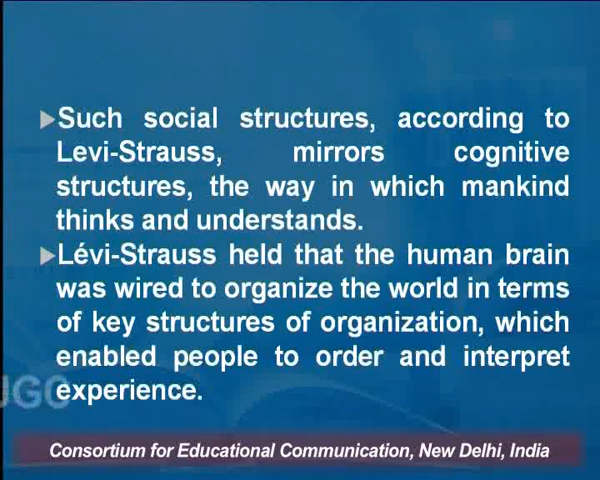 Such social structures, according to
Levi-Strauss, mirrors cognitive
structures, the way in which mankind
thinks and understands.
Lévi-Strauss held that the human brain
was wired to organize the world in terms
of key structures of organization, which
enabled people to order and interpret
experience.
UGC
Consortium for Educational Communication, New Delhi, India